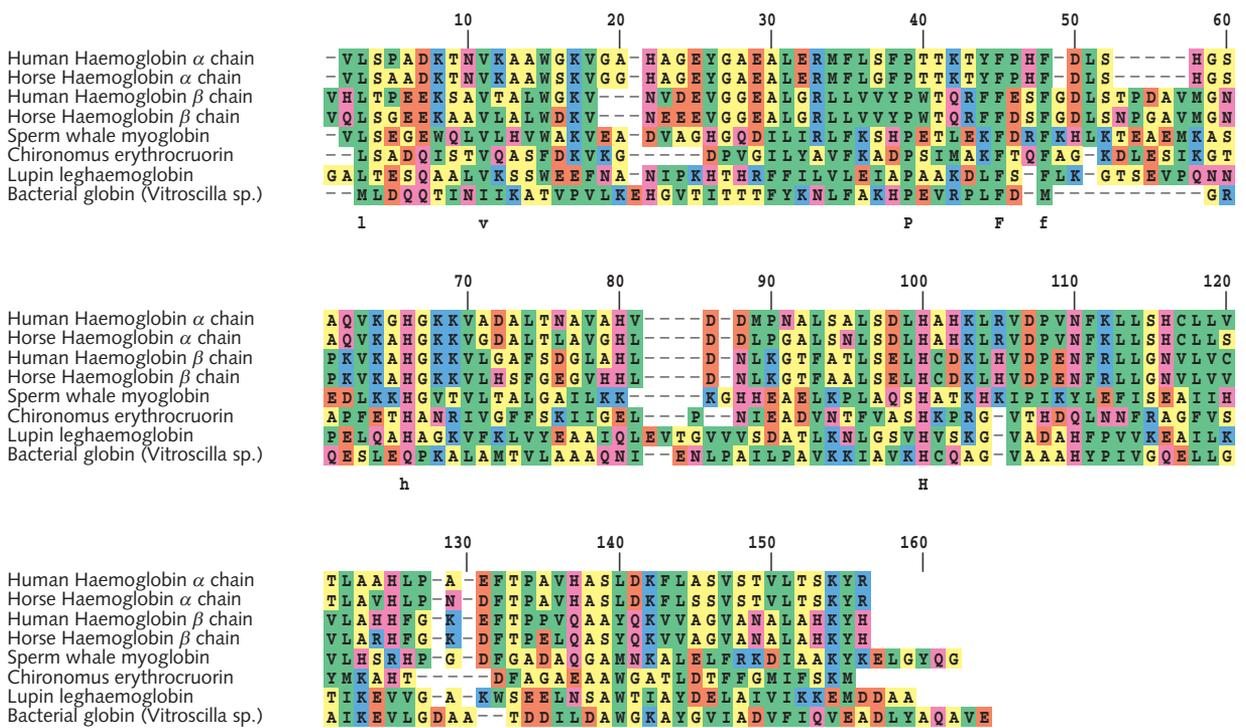 10 20 30 40 50 60
Human Haemoglobin α chain -VLSPADKTNVKAAWGKVGA-HAGEYGAEALERMFLSFPTTKTYFPHF-DLS-----HGS
Horse Haemoglobin α chain -VLSAADKTNVKAAWSKVGG-HAGEYGAEALERMFLGFPTTKTYFPHF-DLS-----HGS
Human Haemoglobin β chain VHLTPEEKSAVTALWGKV---NVDEVGGEALGRLLVVYPWTQRFFESFGDLSTPDAVMGN
Horse Haemoglobin β chain VQLSGEEKAAVLALWDKV---NEEEVGGEALGRLLVVYPWTQRFFDSFGDLSNPGAVMGN
Sperm whale myoglobin -VLSEGEWQLVLHVWAKVEA-DVAGHGQDILIRLFKSHPETLEKFDRFKHLKTEAEMKAS
Chironomus erythrocruorin --LSADQISTVQASFDKVKG-----DPVGILYAVFKADPSIMAKFTQFAG-KDLESIKGT
Lupin leghaemoglobin GALTESQAALVKSSWEEFNA-NIPKHTHRFFILVLEIAPAAKDLFS-FLK-GTSEVPQNN
Bacterial globin (Vitroscilla sp.) --MLDQQTINIIKATVPVLKEHGVTITTTFYKNLFAKHPEVRPLFD-M----------GR
l v P F f
70 80 90 100 110 120
Human Haemoglobin α chain AQVKGHGKKVADALTNAVAHV----D-DMPNALSALSDLHAHKLRVDPVNFKLLSHCLLV
Horse Haemoglobin α chain AQVKAHGKKVGDALTLAVGHL----D-DLPGALSNLSDLHAHKLRVDPVNFKLLSHCLLS
Human Haemoglobin β chain PKVKAHGKKVLGAFSDGLAHL----D-NLKGTFATLSELHCDKLHVDPENFRLLGNVLVC
Horse Haemoglobin β chain PKVKAHGKKVLHSFGEGVHHL----D-NLKGTFAALSELHCDKLHVDPENFRLLGNVLVV
Sperm whale myoglobin EDLKKHGVTVLTALGAILKK-----KGHHEAELKPLAQSHATKHKIPIKYLEFISEAIIH
Chironomus erythrocruorin APFETHANRIVGFFSKIIGEL---P--NIEADVNTFVASHKPRG-VTHDQLNNFRAGFVS
Lupin leghaemoglobin PELQAHAGKVFKLVYEAAIQLEVTGVVVSDATLKNLGSVHVSKG-VADAHFPVVKEAILK
Bacterial globin (Vitroscilla sp.) QESLEQPKALAMTVLAAAQNI--ENLPAILPAVKKIAVKHCQAG-VAAAHYPIVGQELLG
h H
130 140 150 160
Human Haemoglobin α chain TLAAHLP-A-EFTPAVHASLDKFLASVSTVLTSKYR
Horse Haemoglobin α chain TLAVHLP-N-DFTPAVHASLDKFLSSVSTVLTSKYR
Human Haemoglobin β chain VLAHHFG-K-EFTPPVQAAYQKVVAGVANALAHKYH
Horse Haemoglobin β chain VLARHFG-K-DFTPELQASYQKVVAGVANALAHKYH
Sperm whale myoglobin VLHSRHP-G-DFGADAQGAMNKALELFRKDIAAKYKELGYQG
Chironomus erythrocruorin YMKAHT-----DFAGAEAAWGATLDTFFGMIFSKM
Lupin leghaemoglobin TIKEVVG-A-KWSEELNSAWTIAYDELAIVIKKEMDDAA
Bacterial globin (Vitroscilla sp.) AIKEVLGDAA--TDDILDAWGKAYGVIADVFIQVEADLYAQAVE